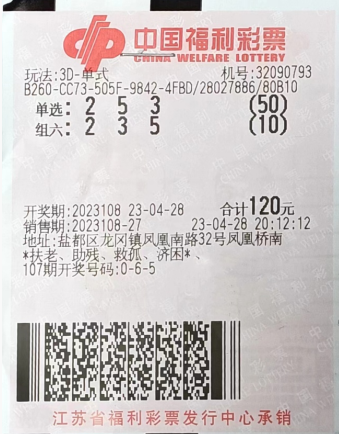 中国福利彩票
CHINA WELFARE LOTTERY
玩法:3D-单式 机号:32090793
B260-CC73-505F-9842-4FBD/28027886/80B10
单选: 2 5 3 (50)
组六: 2 3 5 (10)
开奖期:2023108 23-04-28 合计120元
销售期:2023108-27 23-04-28 20:12:12
地址:盐都区龙冈镇凤凰南路32号凤凰桥南
*扶老、助残、救孤、济困*、
107期开奖号码:0-6-5
江苏省福利彩票发行中心承销